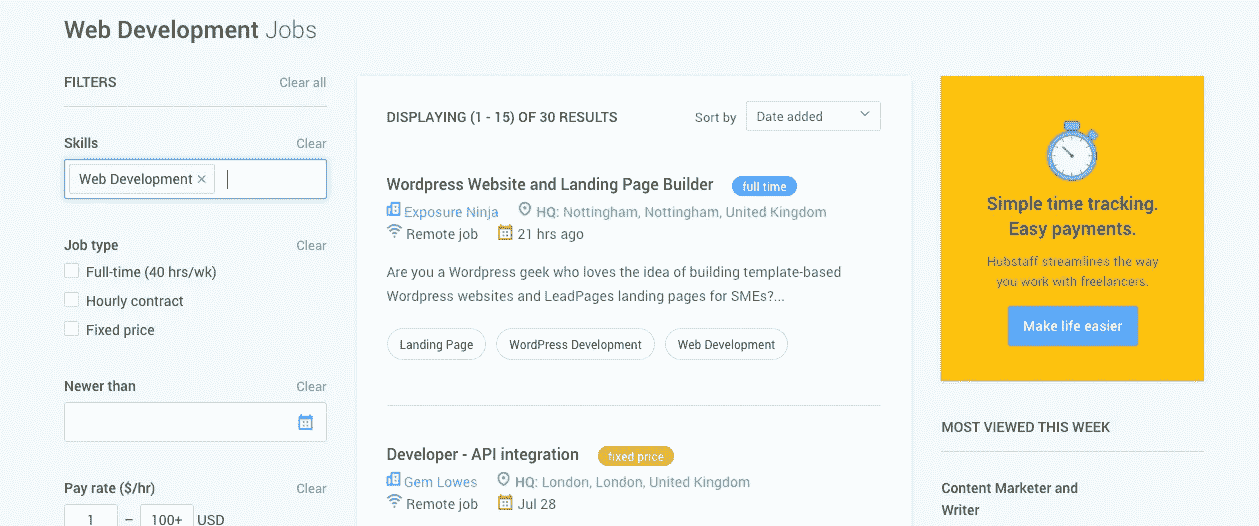 Web Development Jobs
FILTERS Clear all
Skills Clear
Web Development ×
Job type Clear
Full-time (40 hrs/wk)
Hourly contract
Fixed price
Newer than Clear
Pay rate ($/hr) Clear
1 – 100+ USD
DISPLAYING (1 - 15) OF 30 RESULTS Sort by Date added
Wordpress Website and Landing Page Builder full time
Exposure Ninja HQ: Nottingham, Nottingham, United Kingdom
Remote job 21 hrs ago
Are you a Wordpress geek who loves the idea of building template-based
Wordpress websites and LeadPages landing pages for SMEs?...
Landing Page WordPress Development Web Development
Developer - API integration fixed price
Gem Lowes HQ: London, London, United Kingdom
Remote job Jul 28
Simple time tracking.
Easy payments.
Hubstaff streamlines the way
you work with freelancers.
Make life easier
MOST VIEWED THIS WEEK
Content Marketer and
Writer